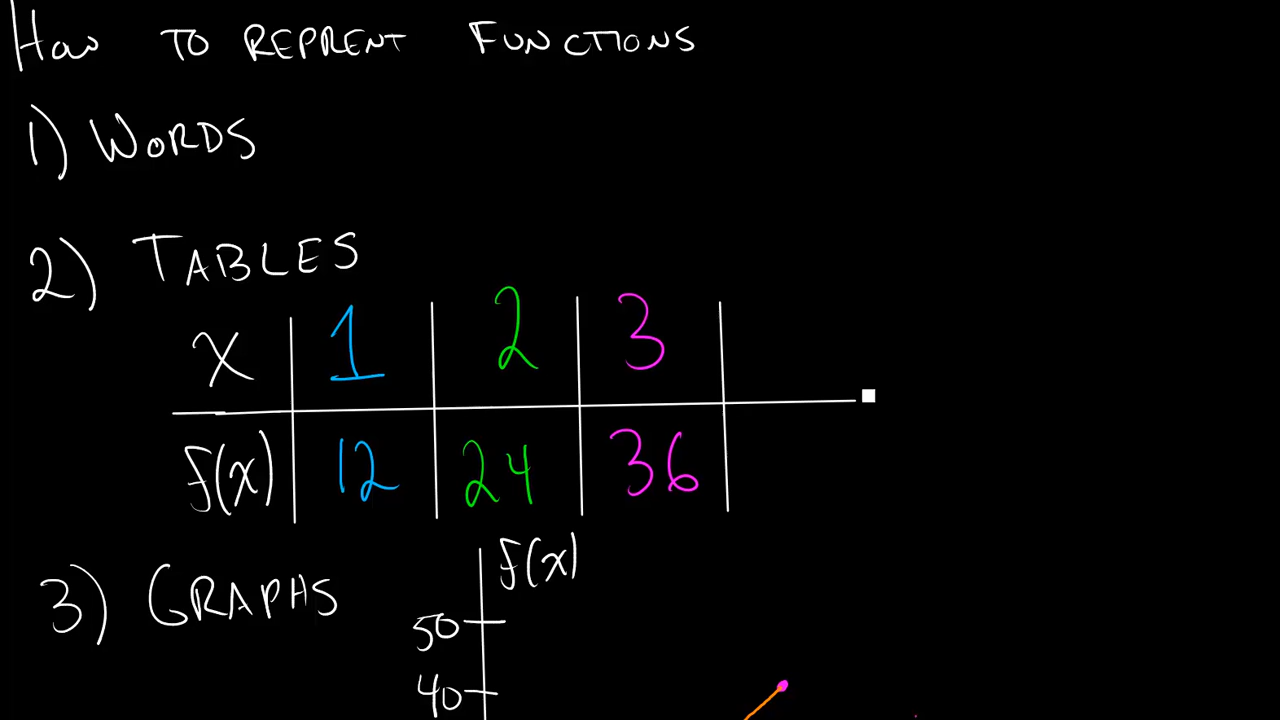 HOW TO REPRENT FUNCTIONS
1) WORDS
2) TABLES
x 1 2 3
f(x) 12 24 36
3) GRAPHS
f(x)
50
40